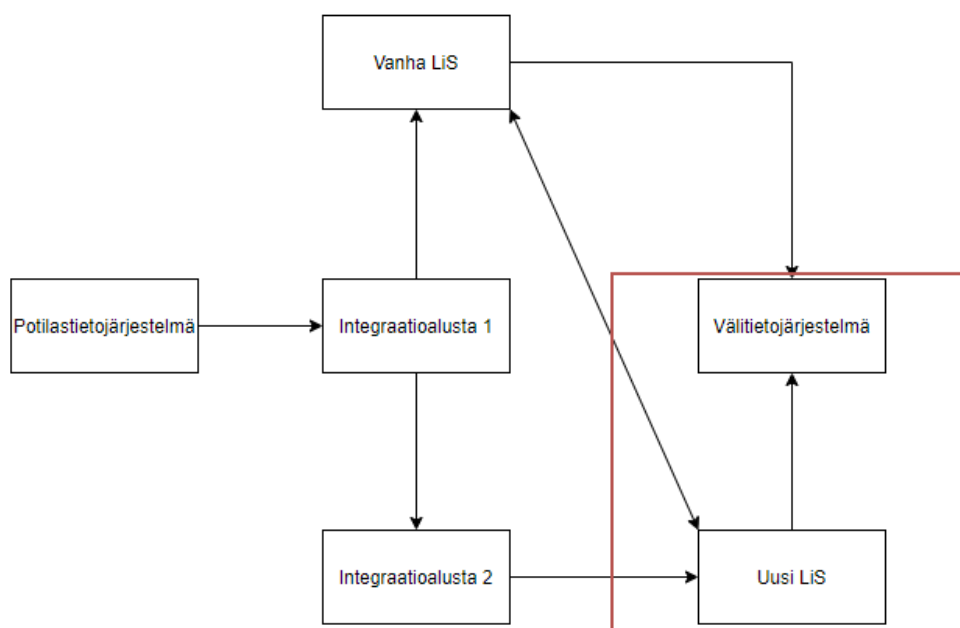 Vanha LiS
Potilastietojärjestelmä
Integraatioalusta 1
Välitietojärjestelmä
Integraatioalusta 2
Uusi LiS